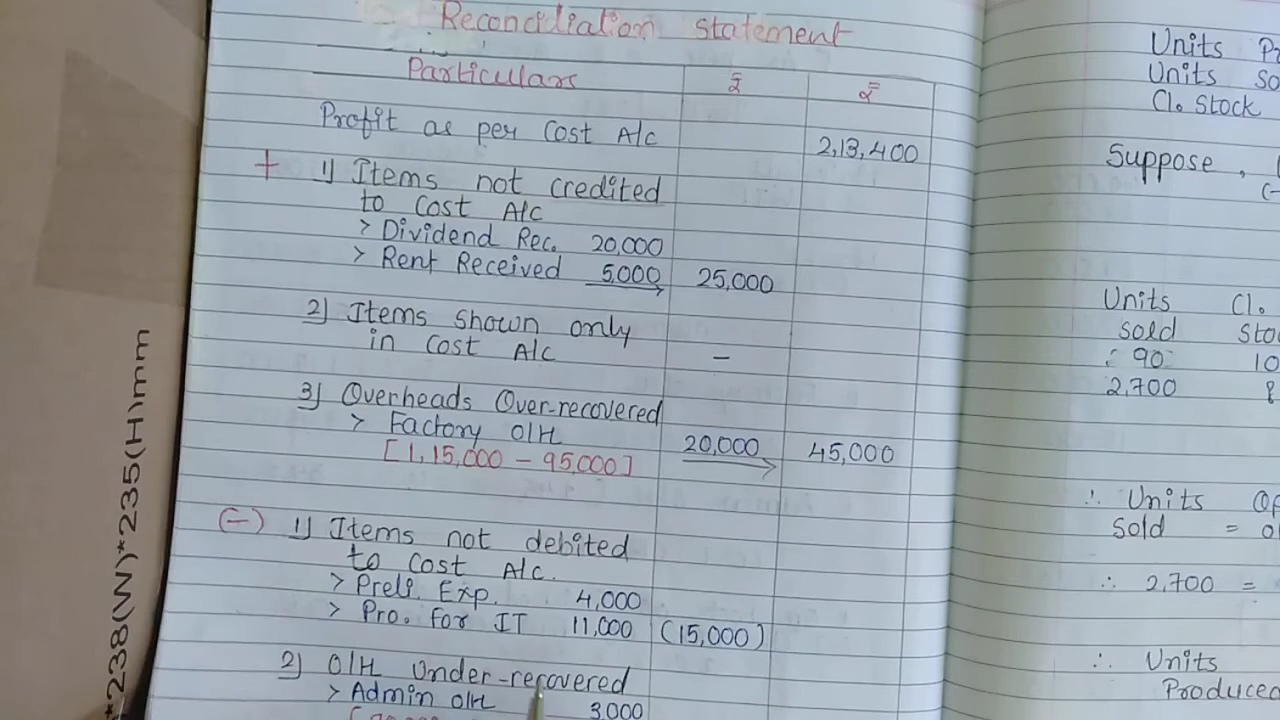 Reconciliation Statement
Particulars ₹ ₹
Profit as per Cost A/c 2,13,400
+ 1) Items not credited
to Cost A/c
> Dividend Rec. 20,000
> Rent Received 5,000 25,000
2) Items shown only
in Cost A/c –
3) Overheads Over-recovered
> Factory O/H 20,000 45,000
[1,15,000 – 95,000]
(–) 1) Items not debited
to Cost A/c.
> Preli. Exp. 4,000
> Pro. for IT 11,000 (15,000)
2) O/H Under-recovered
> Admin O/H 3,000
Units
Units
Cl. Stock
Suppose,
Units Cl.
Sold
90 10
2,700
∴ Units
Sold =
∴ 2,700 =
∴ Units
*238(W)*235(H)mm